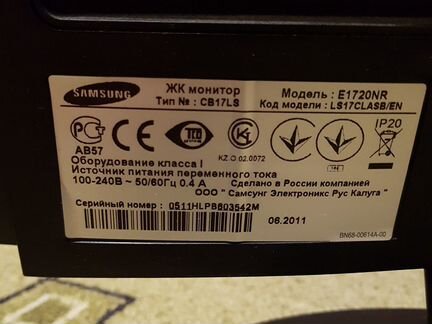 SAMSUNG
ЖК монитор
Модель : E1720NR
Тип № : CB17LS
Код модели : LS17CLASB/EN
IP20
АВ57
KZ.O.02.0072
Оборудование класса I
Источник питания переменного тока
100-240В ~ 50/60Гц 0.4 А
Сделано в России компанией
ООО " Самсунг Электроникс Рус Калуга "
Серийный номер :
0511HLPB603542M
06.2011
BN68-00614A-00